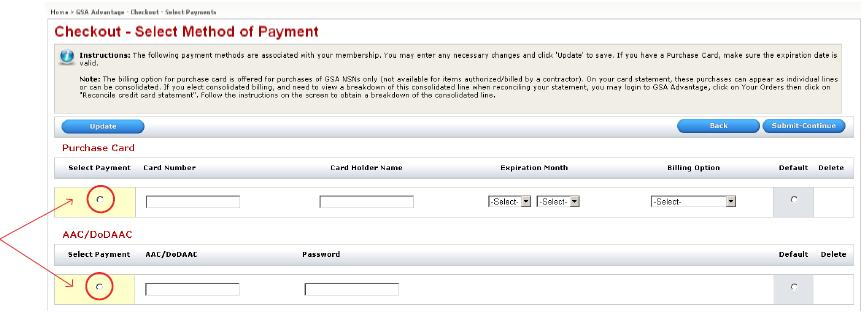 Home > GSA Advantage - Checkout - Select Payments
Checkout - Select Method of Payment
Instructions: The following payment methods are associated with your membership. You may enter any necessary changes and click 'Update' to save. If you have a Purchase Card, make sure the expiration date is
valid.
Note: The billing option for purchase card is offered for purchases of GSA NSNs only (not available for items authorized/billed by a contractor). On your card statement, these purchases can appear as individual lines
or can be consolidated. If you elect consolidated billing, and need to view a breakdown of this consolidated line when reconciling your statement, you may login to GSA Advantage, click on Your Orders then click on
"Reconcile credit card statement". Follow the instructions on the screen to obtain a breakdown of the consolidated line.
Update Back Submit-Continue
Purchase Card
Select Payment Card Number Card Holder Name Expiration Month Billing Option Default Delete
-Select- -Select- -Select-
AAC/DoDAAC
Select Payment AAC/DoDAAC Password Default Delete